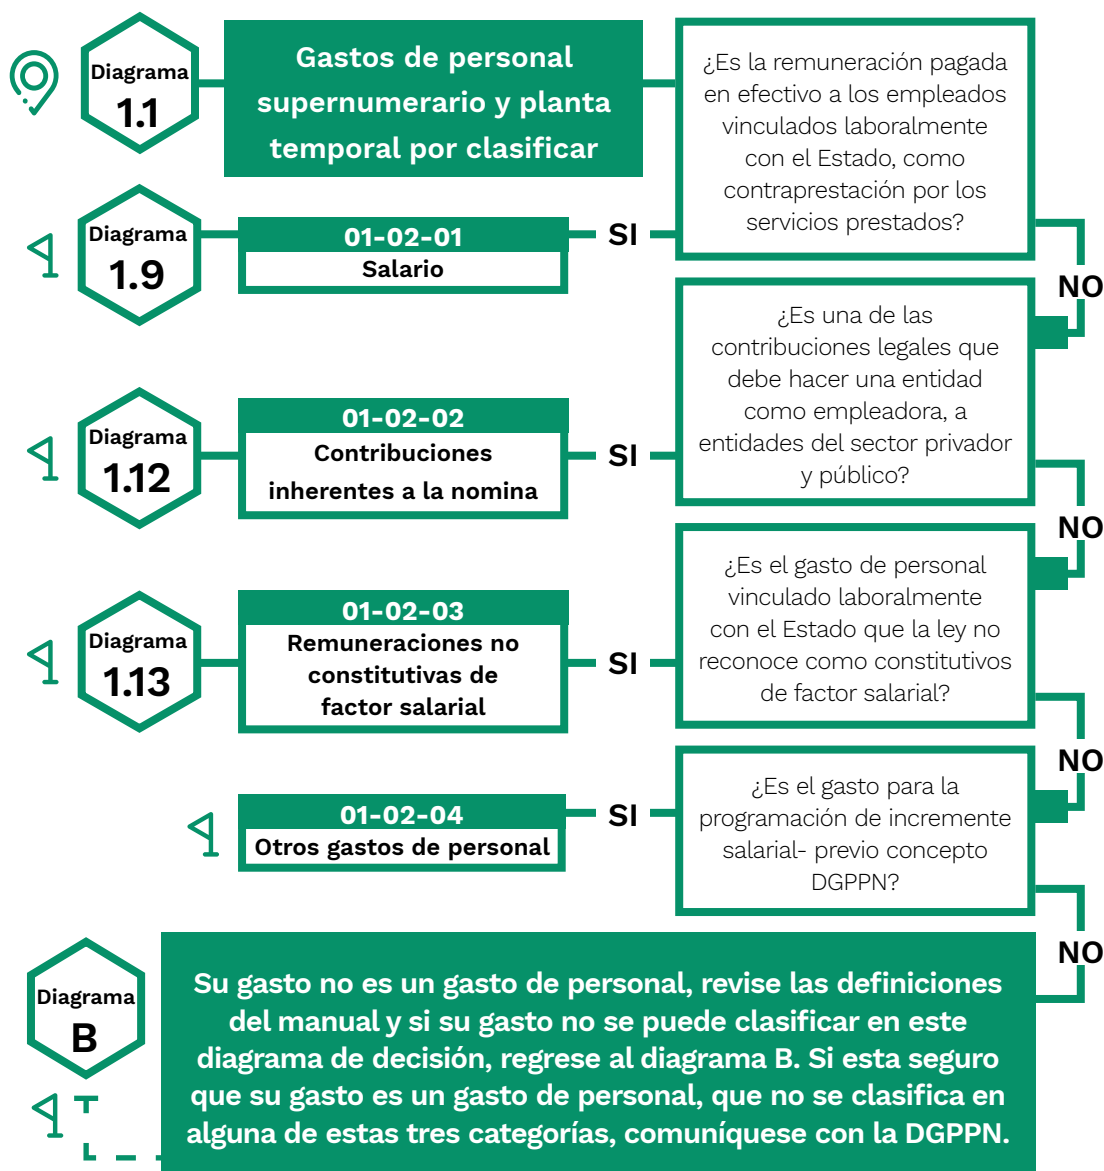 Diagrama
1.1
Gastos de personal
supernumerario y planta
temporal por clasificar
¿Es la remuneración pagada
en efectivo a los empleados
vinculados laboralmente
con el Estado, como
contraprestación por los
servicios prestados?
Diagrama
1.9
01-02-01
Salario
SI
NO
¿Es una de las
contribuciones legales que
debe hacer una entidad
como empleadora, a
entidades del sector privador
y público?
Diagrama
1.12
01-02-02
Contribuciones
inherentes a la nomina
SI
NO
¿Es el gasto de personal
vinculado laboralmente
con el Estado que la ley no
reconoce como constitutivos
de factor salarial?
Diagrama
1.13
01-02-03
Remuneraciones no
constitutivas de
factor salarial
SI
NO
¿Es el gasto para la
programación de incremente
salarial- previo concepto
DGPPN?
01-02-04
Otros gastos de personal
SI
NO
Diagrama
B
Su gasto no es un gasto de personal, revise las definiciones
del manual y si su gasto no se puede clasificar en este
diagrama de decisión, regrese al diagrama B. Si esta seguro
que su gasto es un gasto de personal, que no se clasifica en
alguna de estas tres categorías, comuníquese con la DGPPN.